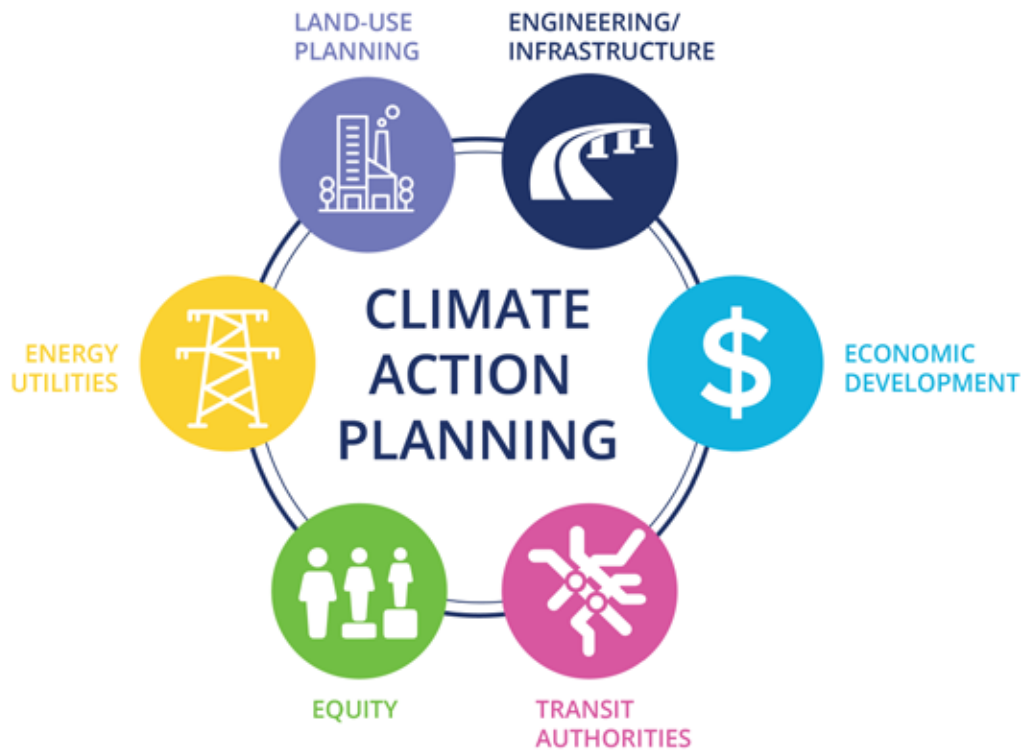 LAND-USE
PLANNING
ENGINEERING/
INFRASTRUCTURE
CLIMATE
ACTION
PLANNING
ENERGY
UTILITIES
$
ECONOMIC
DEVELOPMENT
EQUITY
TRANSIT
AUTHORITIES